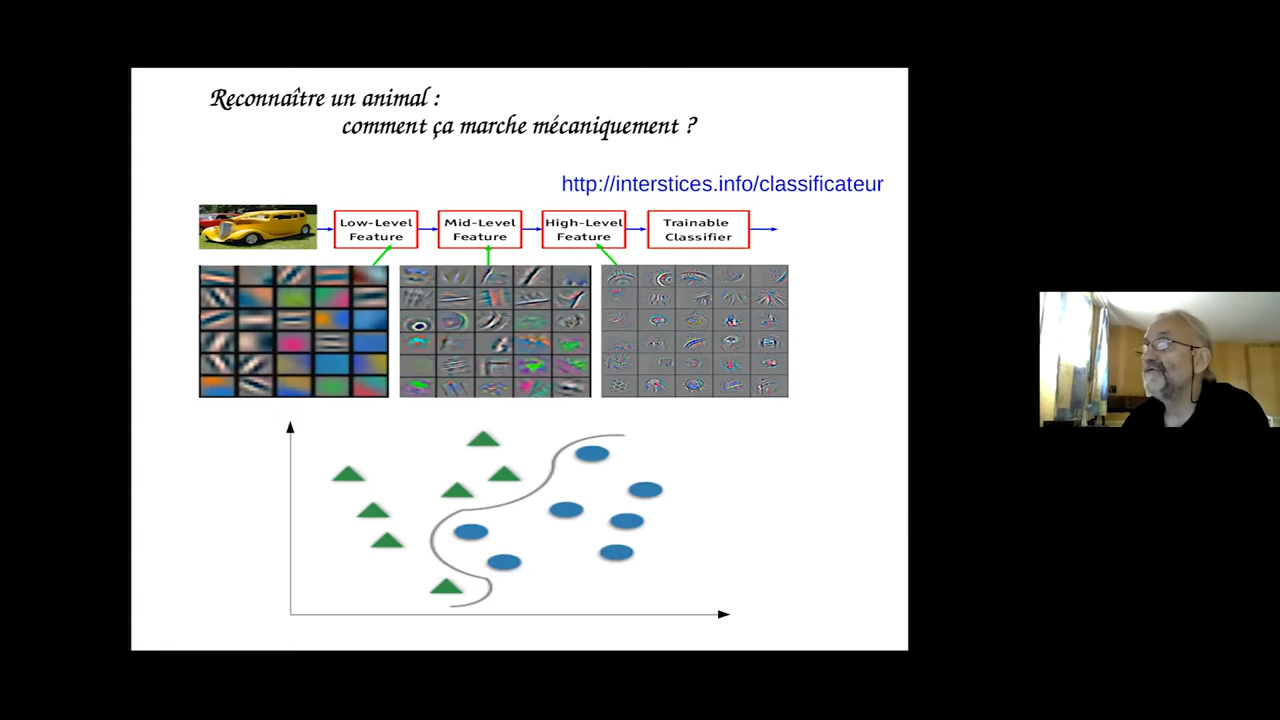 Reconnaître un animal :
comment ça marche mécaniquement ?
http://interstices.info/classificateur
Low-Level
Feature
Mid-Level
Feature
High-Level
Feature
Trainable
Classifier